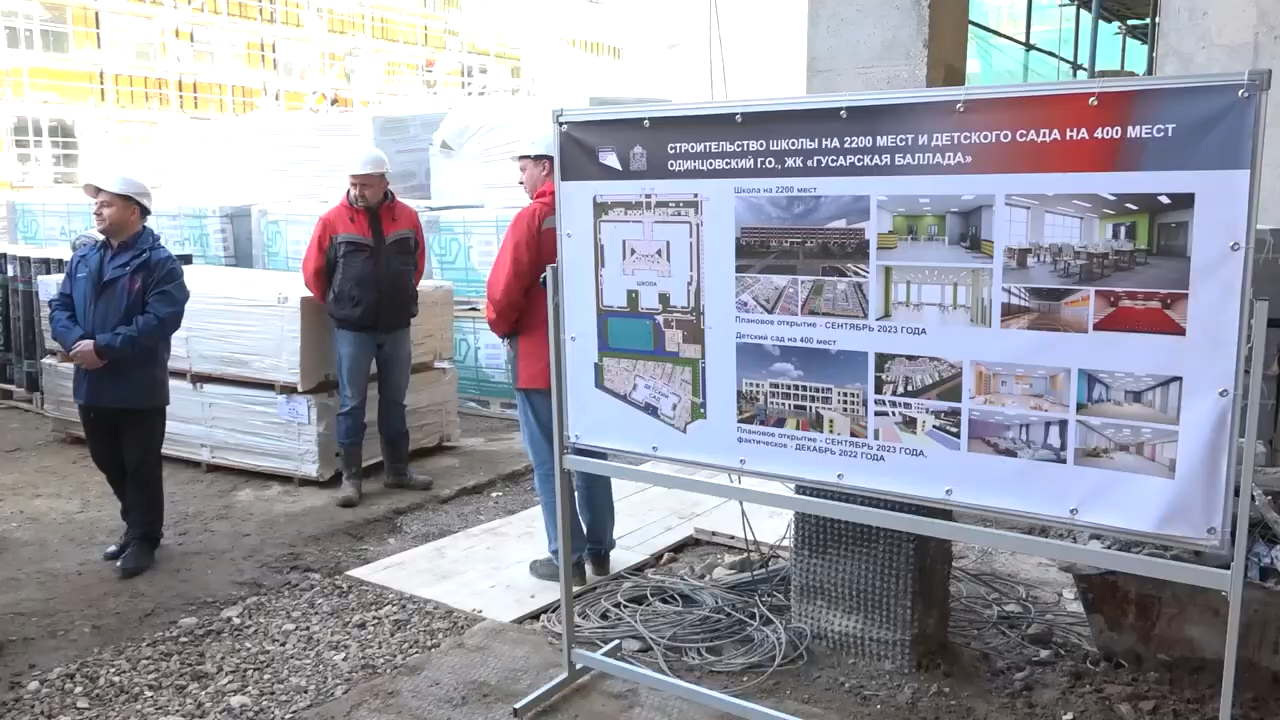 СТРОИТЕЛЬСТВО ШКОЛЫ НА 2200 МЕСТ И ДЕТСКОГО САДА НА 400 МЕСТ
ОДИНЦОВСКИЙ Г.О., ЖК «ГУСАРСКАЯ БАЛЛАДА»
Школа на 2200 мест
ШКОЛА
Плановое открытие - СЕНТЯБРЬ 2023 ГОДА
Детский сад на 400 мест
ДЕТСКИЙ
САД
Плановое открытие - СЕНТЯБРЬ 2023 ГОДА,
фактическое - ДЕКАБРЬ 2022 ГОДА